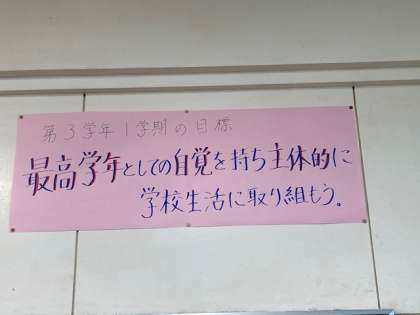 第3学年1学期の目標
最高学年としての自覚を持ち主体的に
学校生活に取り組もう。